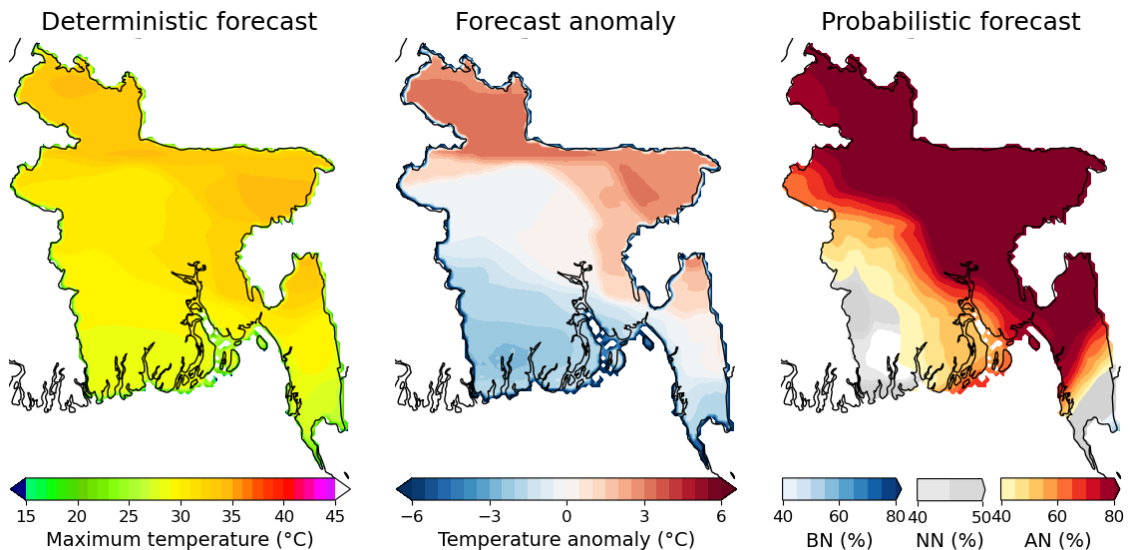 Deterministic forecast
Forecast anomaly
Probabilistic forecast
15 20 25 30 35 40 45
Maximum temperature (°C)
−6 −3 0 3 6
Temperature anomaly (°C)
40 60 80
BN (%)
40 50
NN (%)
40 60 80
AN (%)